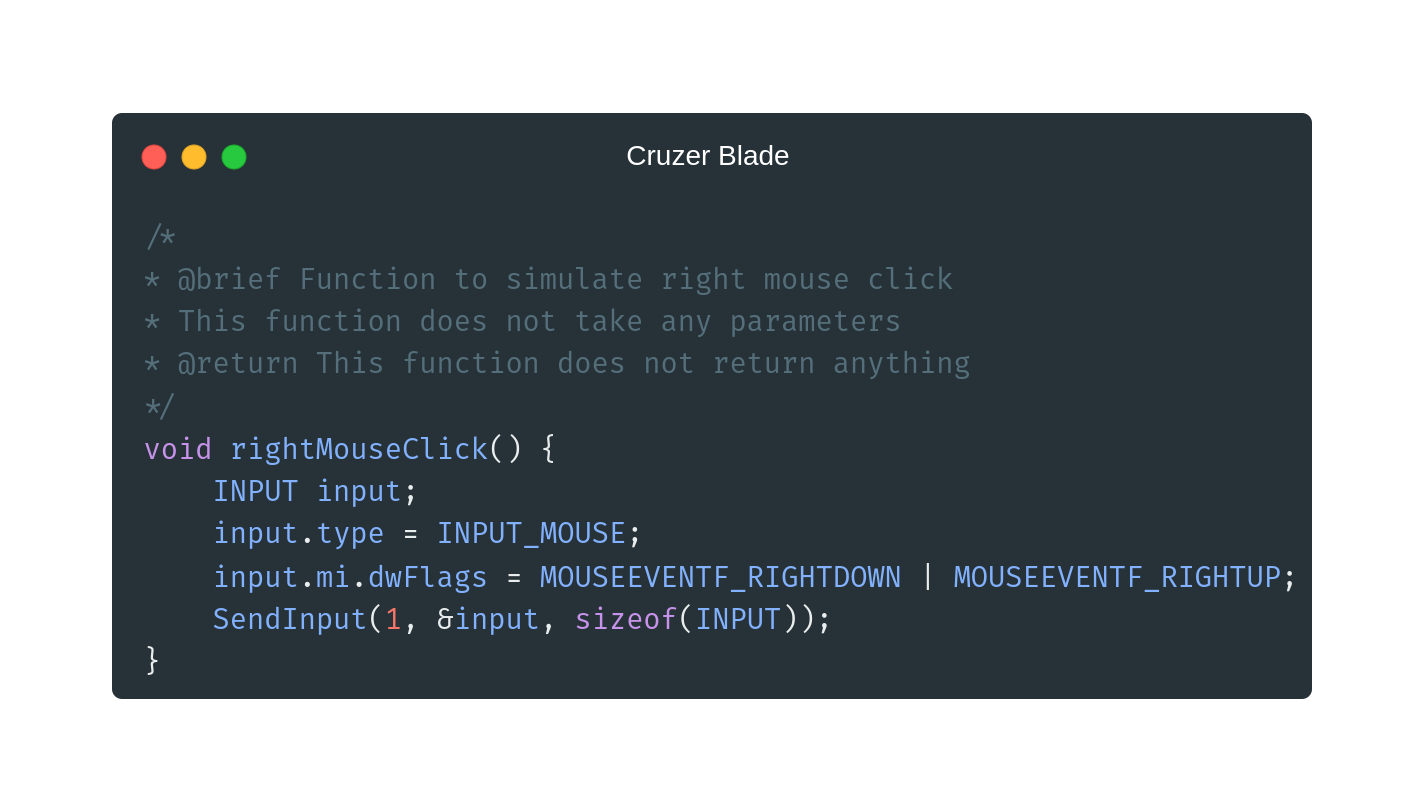 Cruzer Blade
/*
* @brief Function to simulate right mouse click
* This function does not take any parameters
* @return This function does not return anything
*/
void rightMouseClick() {
    INPUT input;
    input.type = INPUT_MOUSE;
    input.mi.dwFlags = MOUSEEVENTF_RIGHTDOWN | MOUSEEVENTF_RIGHTUP;
    SendInput(1, &input, sizeof(INPUT));
}